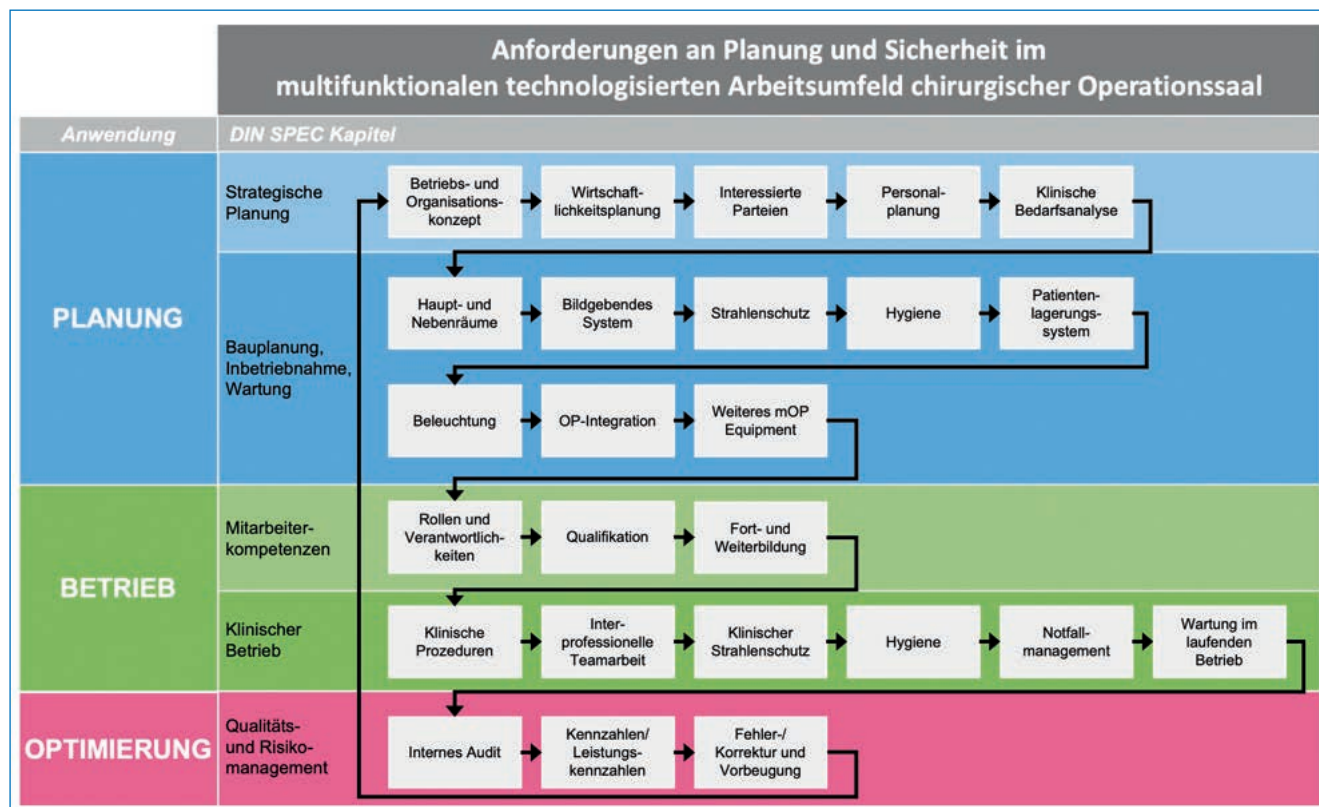 Anforderungen an Planung und Sicherheit im
multifunktionalen technologisierten Arbeitsumfeld chirurgischer Operationssaal
Anwendung
DIN SPEC Kapitel
PLANUNG
Strategische
Planung
Betriebs- und
Organisations-
konzept
Wirtschaft-
lichkeitsplanung
Interessierte
Parteien
Personal-
planung
Klinische
Bedarfsanalyse
Bauplanung,
Inbetriebnahme,
Wartung
Haupt- und
Nebenräume
Bildgebendes
System
Strahlenschutz
Hygiene
Patienten-
lagerungs-
system
Beleuchtung
OP-Integration
Weiteres mOP
Equipment
BETRIEB
Mitarbeiter-
kompetenzen
Rollen und
Verantwortlich-
keiten
Qualifikation
Fort- und
Weiterbildung
Klinischer
Betrieb
Klinische
Prozeduren
Inter-
professionelle
Teamarbeit
Klinischer
Strahlenschutz
Hygiene
Notfall-
management
Wartung im
laufenden
Betrieb
OPTIMIERUNG
Qualitäts-
und Risiko-
management
Internes Audit
Kennzahlen/
Leistungs-
kennzahlen
Fehler-/
Korrektur und
Vorbeugung